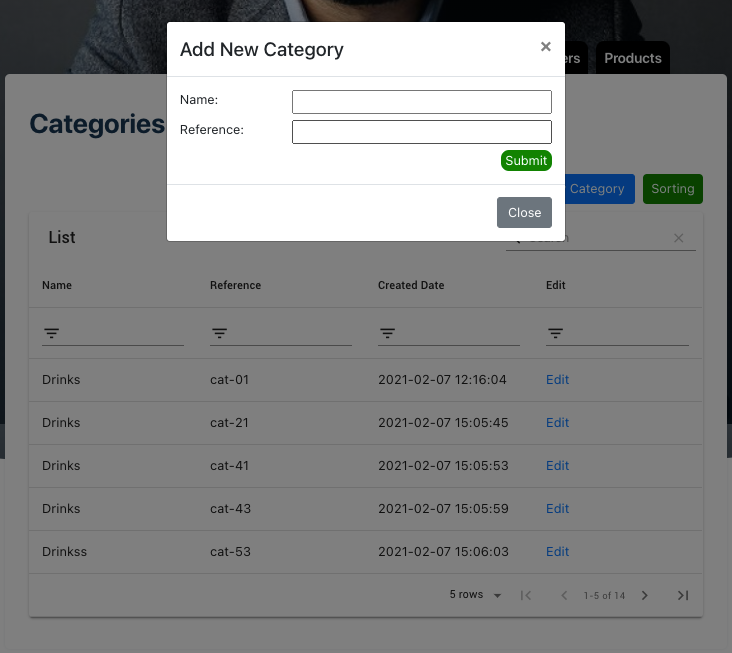 Add New Category ×
ers Products
Categories
Name:
Reference:
Submit
Category Sorting
Close
List
Name Reference Created Date Edit
Drinks cat-01 2021-02-07 12:16:04 Edit
Drinks cat-21 2021-02-07 15:05:45 Edit
Drinks cat-41 2021-02-07 15:05:53 Edit
Drinks cat-43 2021-02-07 15:05:59 Edit
Drinkss cat-53 2021-02-07 15:06:03 Edit
5 rows 1-5 of 14